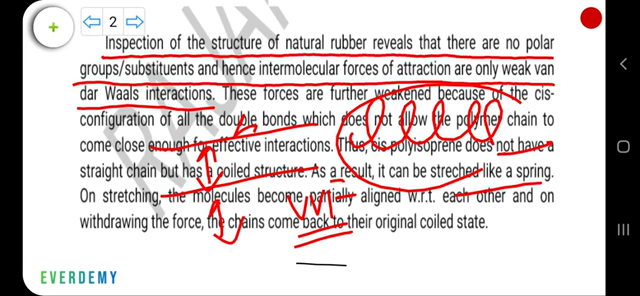 2
Inspection of the structure of natural rubber reveals that there are no polar
groups/substituents and hence intermolecular forces of attraction are only weak van
dar Waals interactions. These forces are further weakened because of the cis-
configuration of all the double bonds which does not allow the polymer chain to
come close enough for effective interactions. Thus, cis-polyisoprene does not have a
straight chain but has a coiled structure. As a result, it can be streched like a spring.
On stretching, the molecules become partially aligned w.r.t. each other and on
withdrawing the force, the chains come back to their original coiled state.
VVI
EVERDEMY